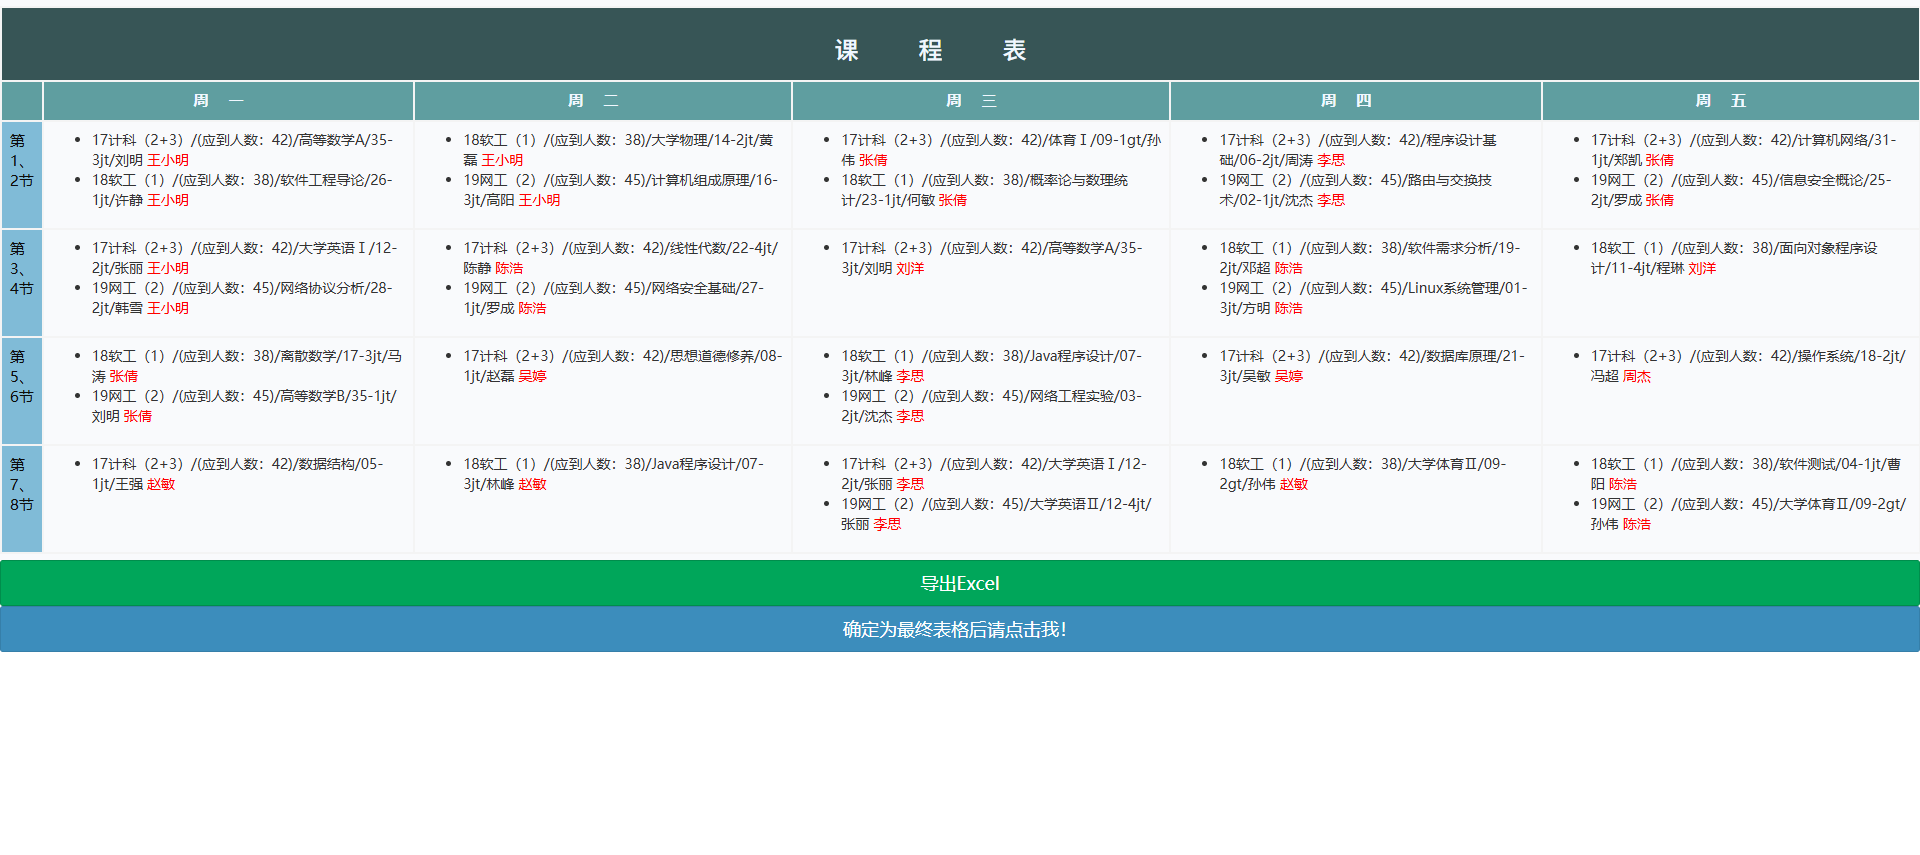 课 程 表
周 一 周 二 周 三 周 四 周 五
第
1、
2节
17计科（2+3）/(应到人数：42)/高等数学A/35-
3jt/刘明 王小明
18软工（1）/(应到人数：38)/软件工程导论/26-
1jt/许静 王小明
18软工（1）/(应到人数：38)/大学物理/14-2jt/黄
磊 王小明
19网工（2）/(应到人数：45)/计算机组成原理/16-
3jt/高阳 王小明
17计科（2+3）/(应到人数：42)/体育Ⅰ/09-1gt/孙
伟 张倩
18软工（1）/(应到人数：38)/概率论与数理统
计/23-1jt/何敏 张倩
17计科（2+3）/(应到人数：42)/程序设计基
础/06-2jt/周涛 李思
19网工（2）/(应到人数：45)/路由与交换技
术/02-1jt/沈杰 李思
17计科（2+3）/(应到人数：42)/计算机网络/31-
1jt/郑凯 张倩
19网工（2）/(应到人数：45)/信息安全概论/25-
2jt/罗成 张倩
第
3、
4节
17计科（2+3）/(应到人数：42)/大学英语Ⅰ/12-
2jt/张丽 王小明
19网工（2）/(应到人数：45)/网络协议分析/28-
2jt/韩雪 王小明
17计科（2+3）/(应到人数：42)/线性代数/22-4jt/
陈静 陈浩
19网工（2）/(应到人数：45)/网络安全基础/27-
1jt/罗成 陈浩
17计科（2+3）/(应到人数：42)/高等数学A/35-
3jt/刘明 刘洋
18软工（1）/(应到人数：38)/软件需求分析/19-
2jt/邓超 陈浩
19网工（2）/(应到人数：45)/Linux系统管理/01-
3jt/方明 陈浩
18软工（1）/(应到人数：38)/面向对象程序设
计/11-4jt/程琳 刘洋
第
5、
6节
18软工（1）/(应到人数：38)/离散数学/17-3jt/马
涛 张倩
19网工（2）/(应到人数：45)/高等数学B/35-1jt/
刘明 张倩
17计科（2+3）/(应到人数：42)/思想道德修养/08-
1jt/赵磊 吴婷
18软工（1）/(应到人数：38)/Java程序设计/07-
3jt/林峰 李思
19网工（2）/(应到人数：45)/网络工程实验/03-
2jt/沈杰 李思
17计科（2+3）/(应到人数：42)/数据库原理/21-
3jt/吴敏 吴婷
17计科（2+3）/(应到人数：42)/操作系统/18-2jt/
冯超 周杰
第
7、
8节
17计科（2+3）/(应到人数：42)/数据结构/05-
1jt/王强 赵敏
18软工（1）/(应到人数：38)/Java程序设计/07-
3jt/林峰 赵敏
17计科（2+3）/(应到人数：42)/大学英语Ⅰ/12-
2jt/张丽 李思
19网工（2）/(应到人数：45)/大学英语Ⅱ/12-4jt/
张丽 李思
18软工（1）/(应到人数：38)/大学体育Ⅱ/09-
2gt/孙伟 赵敏
18软工（1）/(应到人数：38)/软件测试/04-1jt/曹
阳 陈浩
19网工（2）/(应到人数：45)/大学体育Ⅱ/09-2gt/
孙伟 陈浩
导出Excel
确定为最终表格后请点击我！